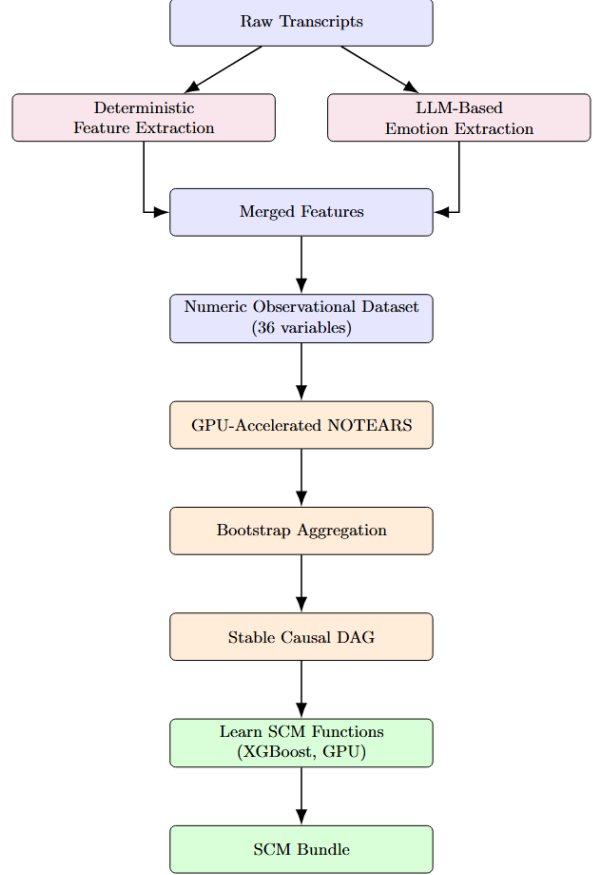 Raw Transcripts
Deterministic
Feature Extraction
LLM-Based
Emotion Extraction
Merged Features
Numeric Observational Dataset
(36 variables)
GPU-Accelerated NOTEARS
Bootstrap Aggregation
Stable Causal DAG
Learn SCM Functions
(XGBoost, GPU)
SCM Bundle